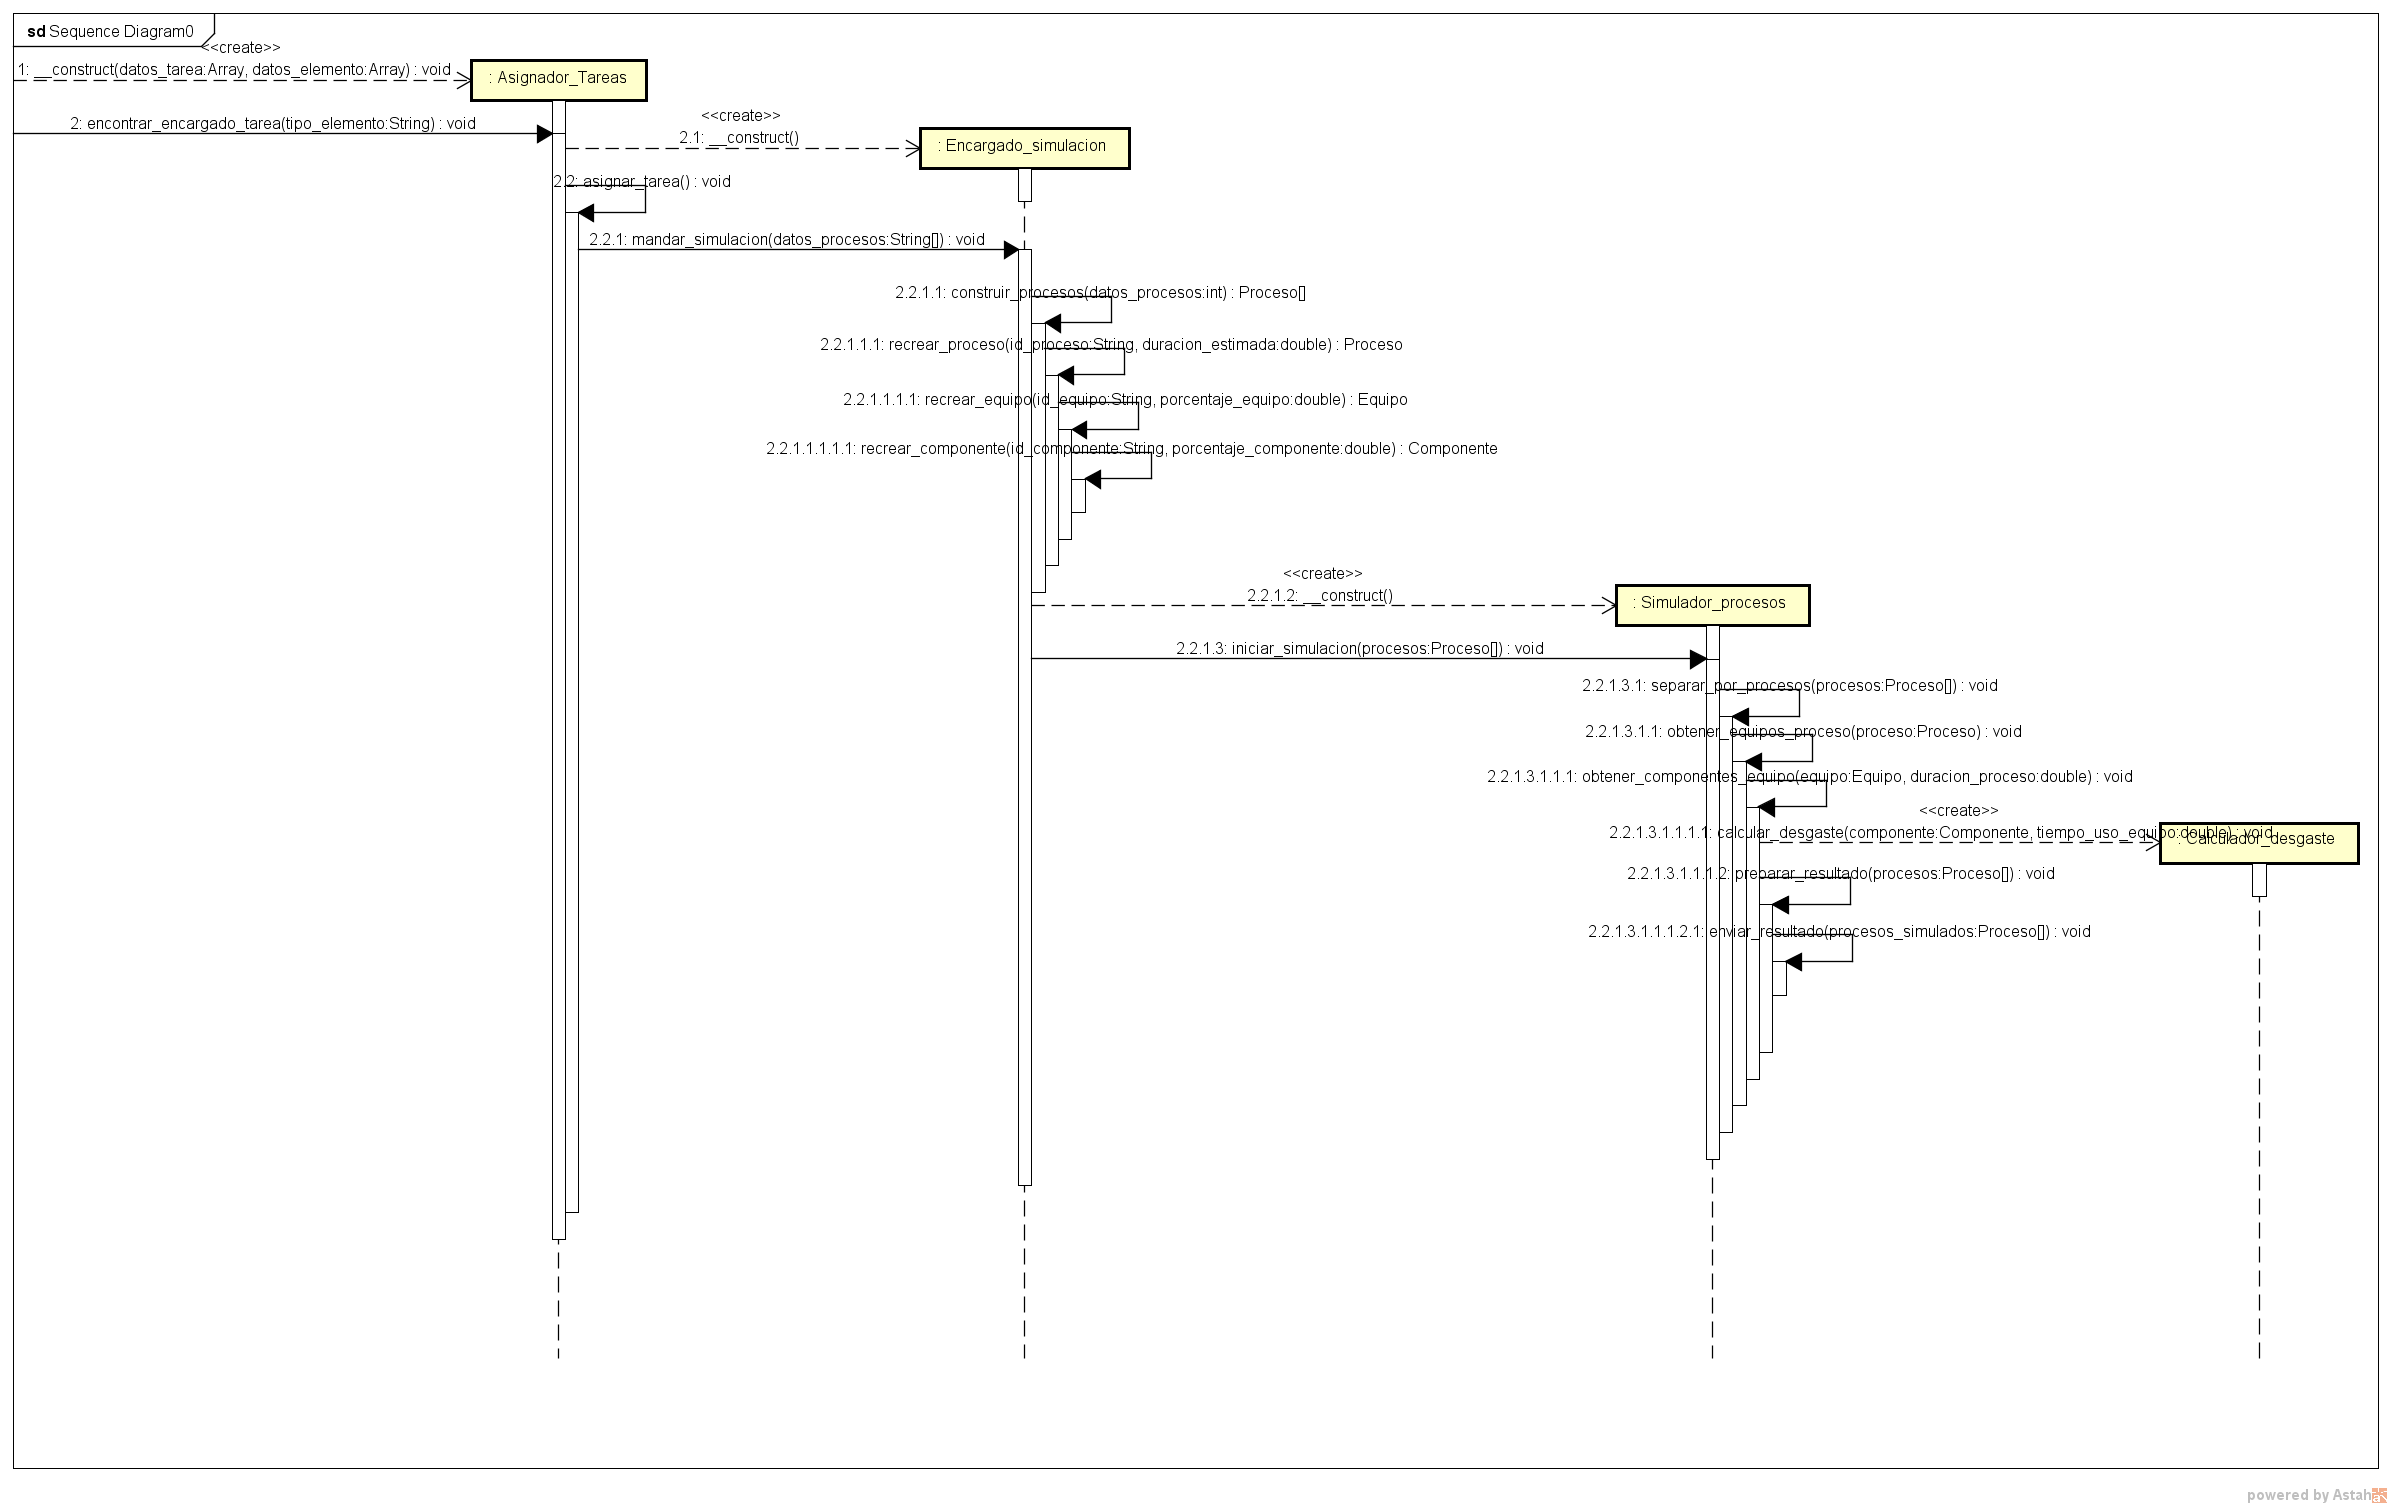 sd Sequence Diagram0
<<create>>
1: __construct(datos_tarea:Array, datos_elemento:Array) : void
: Asignador_Tareas
2: encontrar_encargado_tarea(tipo_elemento:String) : void
<<create>>
2.1: __construct()
: Encargado_simulacion
2.2: asignar_tarea() : void
2.2.1: mandar_simulacion(datos_procesos:String[]) : void
2.2.1.1: construir_procesos(datos_procesos:int) : Proceso[]
2.2.1.1.1: recrear_proceso(id_proceso:String, duracion_estimada:double) : Proceso
2.2.1.1.1.1: recrear_equipo(id_equipo:String, porcentaje_equipo:double) : Equipo
2.2.1.1.1.1.1: recrear_componente(id_componente:String, porcentaje_componente:double) : Componente
<<create>>
2.2.1.2: __construct()
: Simulador_procesos
2.2.1.3: iniciar_simulacion(procesos:Proceso[]) : void
2.2.1.3.1: separar_por_procesos(procesos:Proceso[]) : void
2.2.1.3.1.1: obtener_equipos_proceso(proceso:Proceso) : void
2.2.1.3.1.1.1: obtener_componentes_equipo(equipo:Equipo, duracion_proceso:double) : void
<<create>>
2.2.1.3.1.1.1.1: calcular_desgaste(componente:Componente, tiempo_uso_equipo:double) : void
: Calculador_desgaste
2.2.1.3.1.1.1.2: preparar_resultado(procesos:Proceso[]) : void
2.2.1.3.1.1.1.2.1: enviar_resultado(procesos_simulados:Proceso[]) : void
powered by Astah